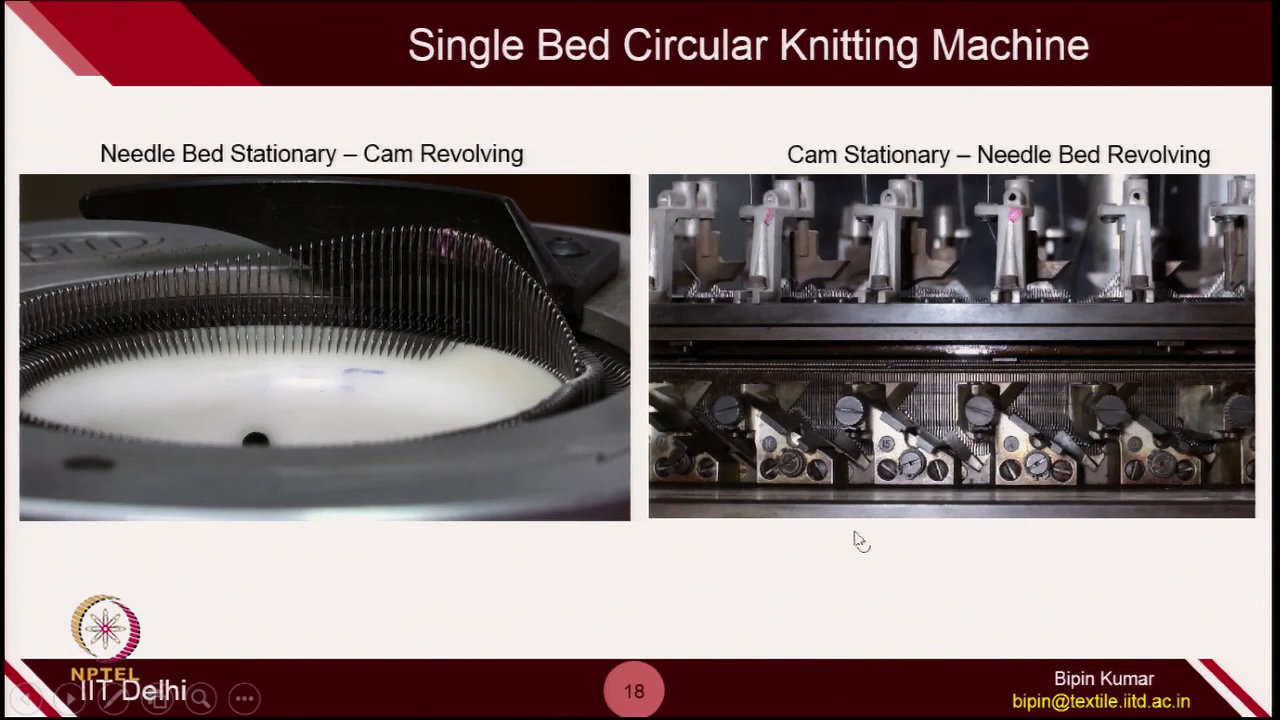 Single Bed Circular Knitting Machine
Needle Bed Stationary – Cam Revolving
Cam Stationary – Needle Bed Revolving
15
NPTEL
IIT Delhi
18
Bipin Kumar
bipin@textile.iitd.ac.in